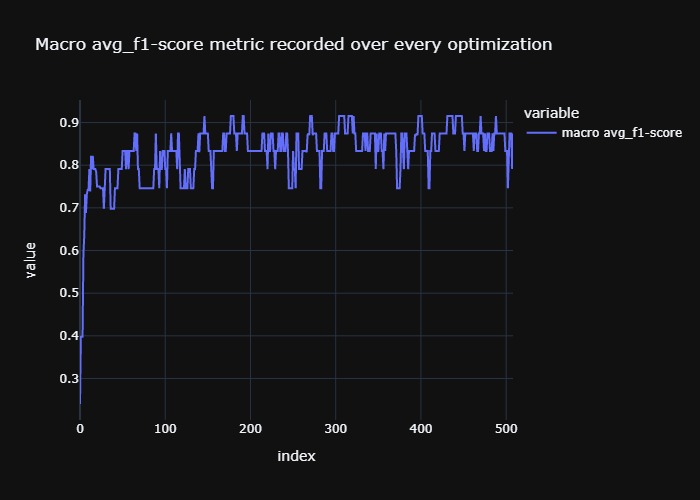 Macro avg_f1-score metric recorded over every optimization
variable
macro avg_f1-score
value
0.9
0.8
0.7
0.6
0.5
0.4
0.3
0 100 200 300 400 500
index